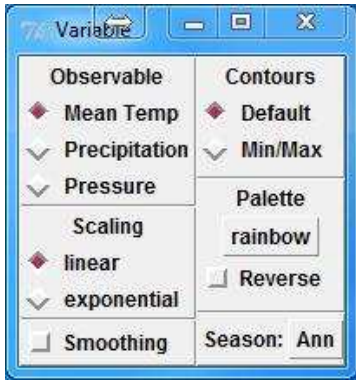 Variable
Observable
Mean Temp
Precipitation
Pressure
Scaling
linear
exponential
Smoothing
Contours
Default
Min/Max
Palette
rainbow
Reverse
Season: Ann